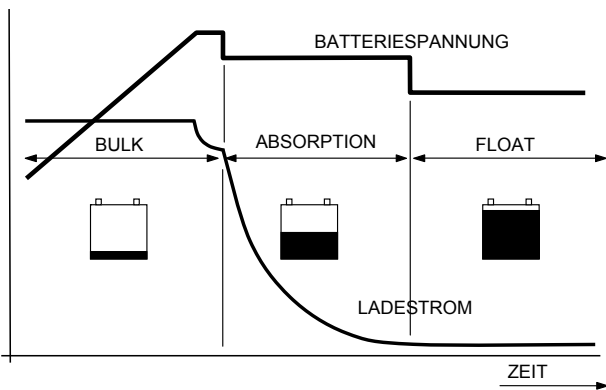 BATTERIESPANNUNG
BULK
ABSORPTION
FLOAT
LADESTROM
ZEIT